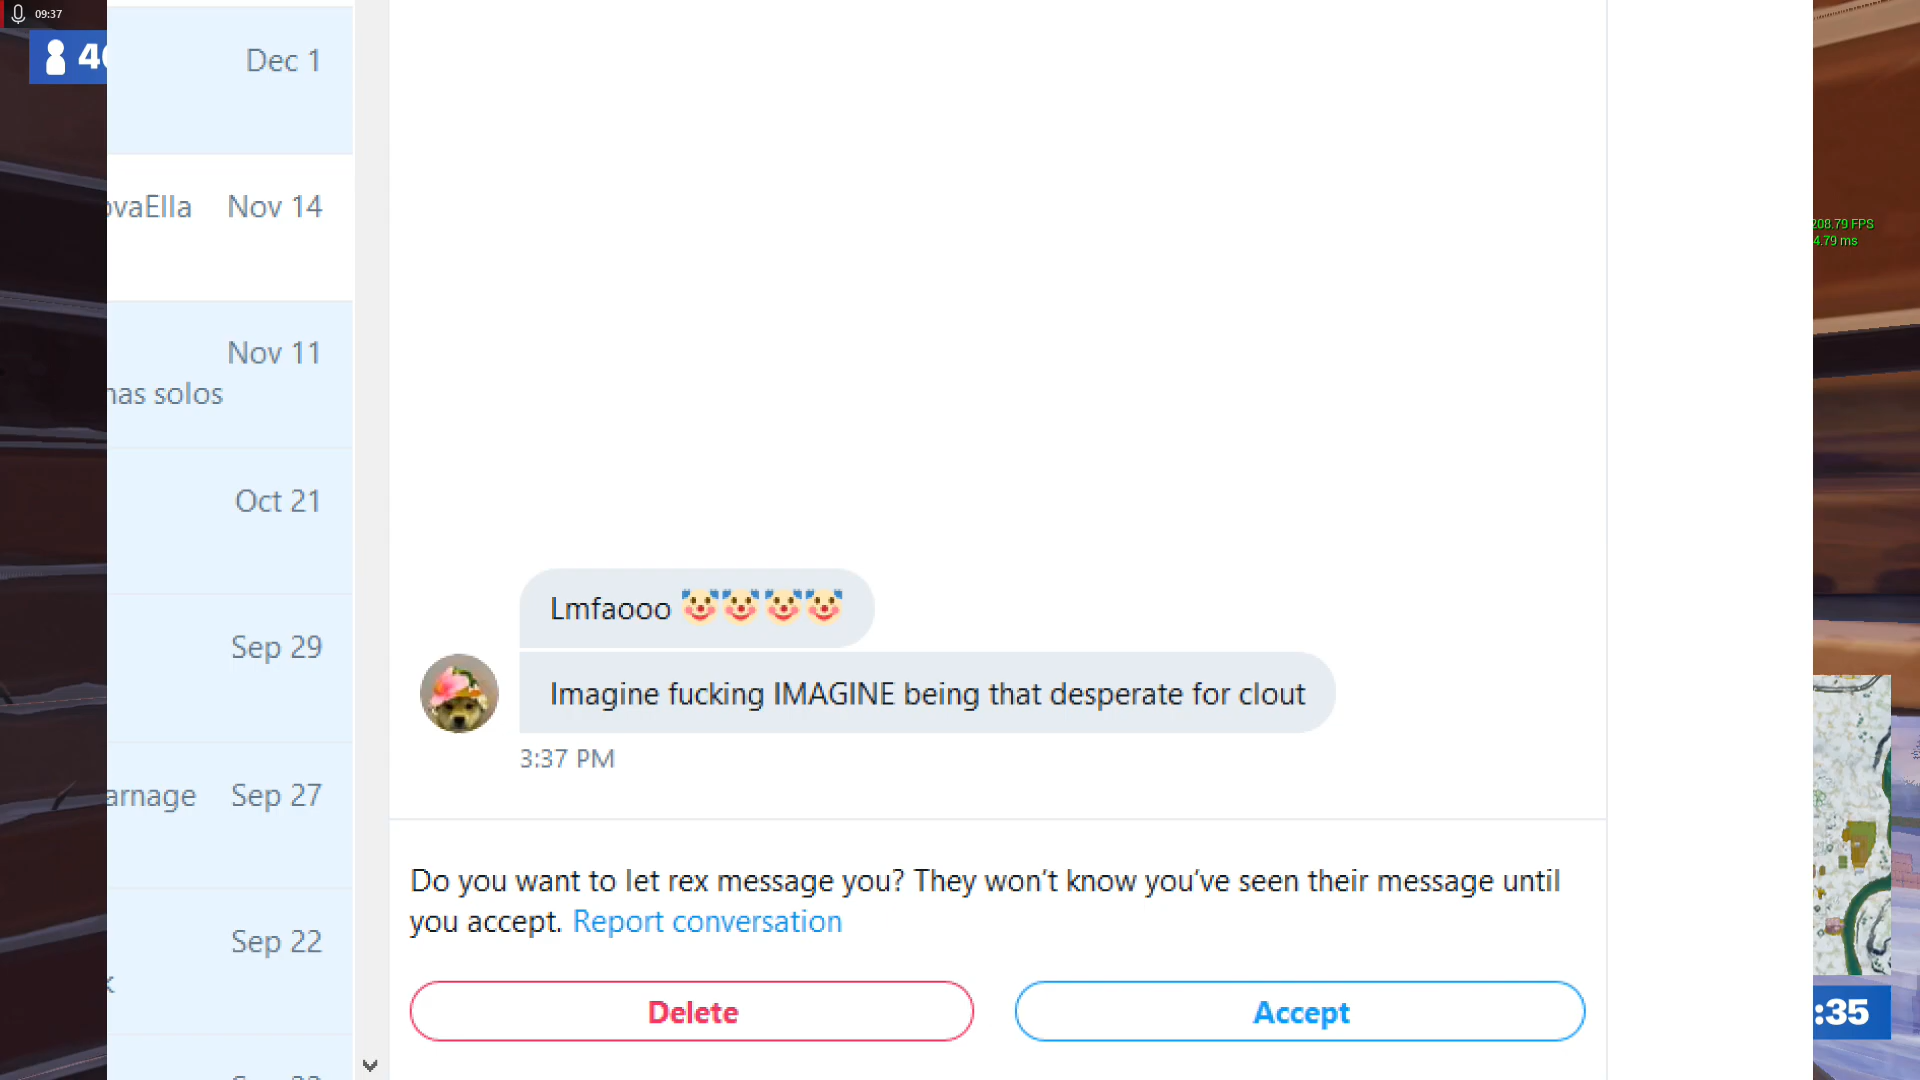 09:37
Dec 1
ovaElla Nov 14
Nov 11
nas solos
Oct 21
Sep 29
arnage Sep 27
Sep 22
208.79 FPS
4.79 ms
Lmfaooo 🤡🤡🤡🤡
Imagine fucking IMAGINE being that desperate for clout
3:37 PM
Do you want to let rex message you? They won't know you've seen their message until
you accept. Report conversation
Delete
Accept
:35